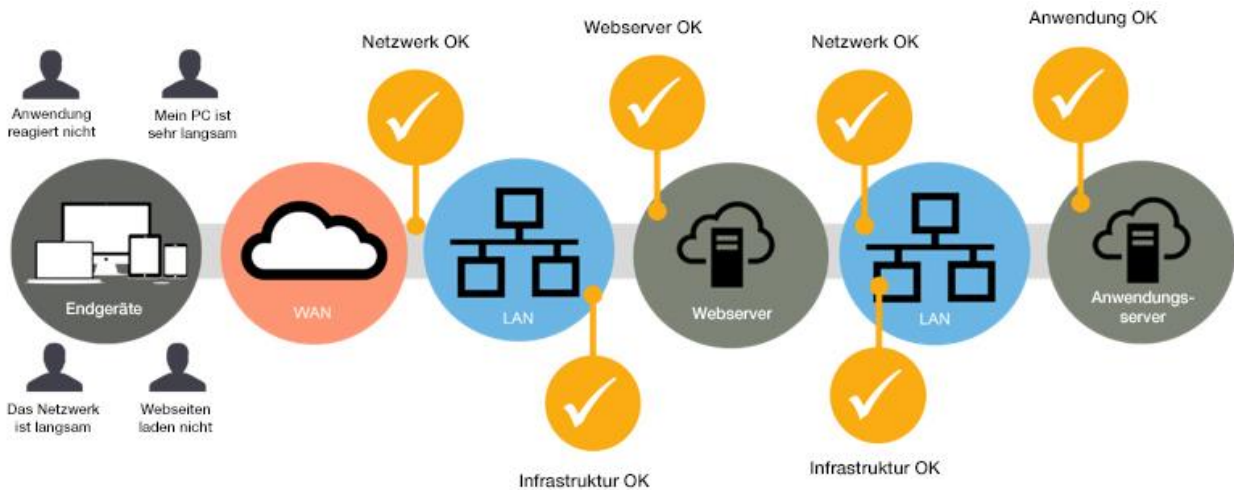 Anwendung OK
Webserver OK
Netzwerk OK
Netzwerk OK
Anwendung
reagiert nicht
Mein PC ist
sehr langsam
Endgeräte
WAN
LAN
Webserver
LAN
Anwendungs-
server
Das Netzwerk
ist langsam
Webseiten
laden nicht
Infrastruktur OK
Infrastruktur OK